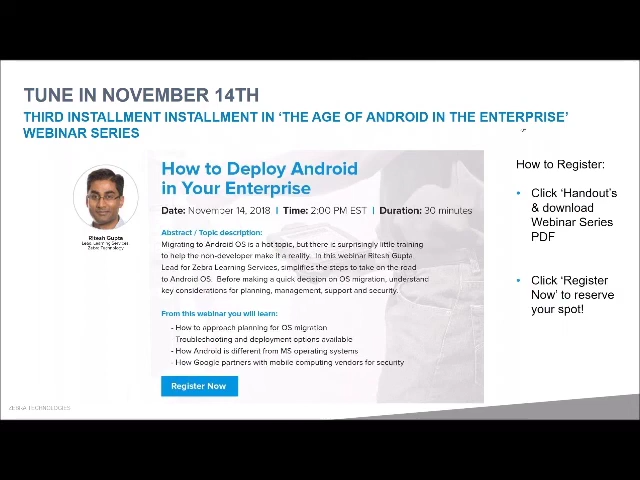 TUNE IN NOVEMBER 14TH
THIRD INSTALLMENT INSTALLMENT IN ‘THE AGE OF ANDROID IN THE ENTERPRISE’
WEBINAR SERIES
Ritesh Gupta
Lead, Learning Services
Zebra Technology
How to Deploy Android
in Your Enterprise
Date: November 14, 2018 | Time: 2:00 PM EST | Duration: 30 minutes
Abstract / Topic description:
Migrating to Android OS is a hot topic, but there is surprisingly little training
to help the non-developer make it a reality. In this webinar Ritesh Gupta
Lead for Zebra Learning Services, simplifies the steps to take on the road
to Android OS. Before making a quick decision on OS migration, understand
key considerations for planning, management, support and security.
From this webinar you will learn:
- How to approach planning for OS migration
- Troubleshooting and deployment options available
- How Android is different from MS operating systems
- How Google partners with mobile computing vendors for security
Register Now
How to Register:
• Click ‘Handout’s
& download
Webinar Series
PDF
• Click ‘Register
Now’ to reserve
your spot!
ZEBRA TECHNOLOGIES